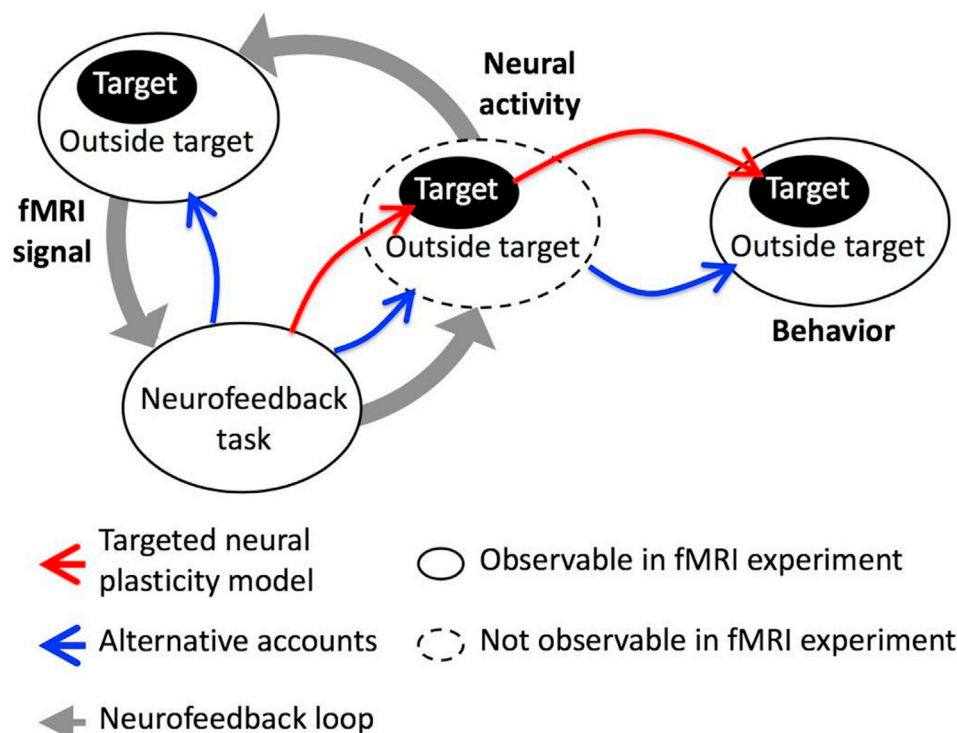 Target
Outside target
fMRI
signal
Neural
activity
Target
Outside target
Target
Outside target
Behavior
Neurofeedback
task
Targeted neural
plasticity model
Alternative accounts
Neurofeedback loop
Observable in fMRI experiment
Not observable in fMRI experiment